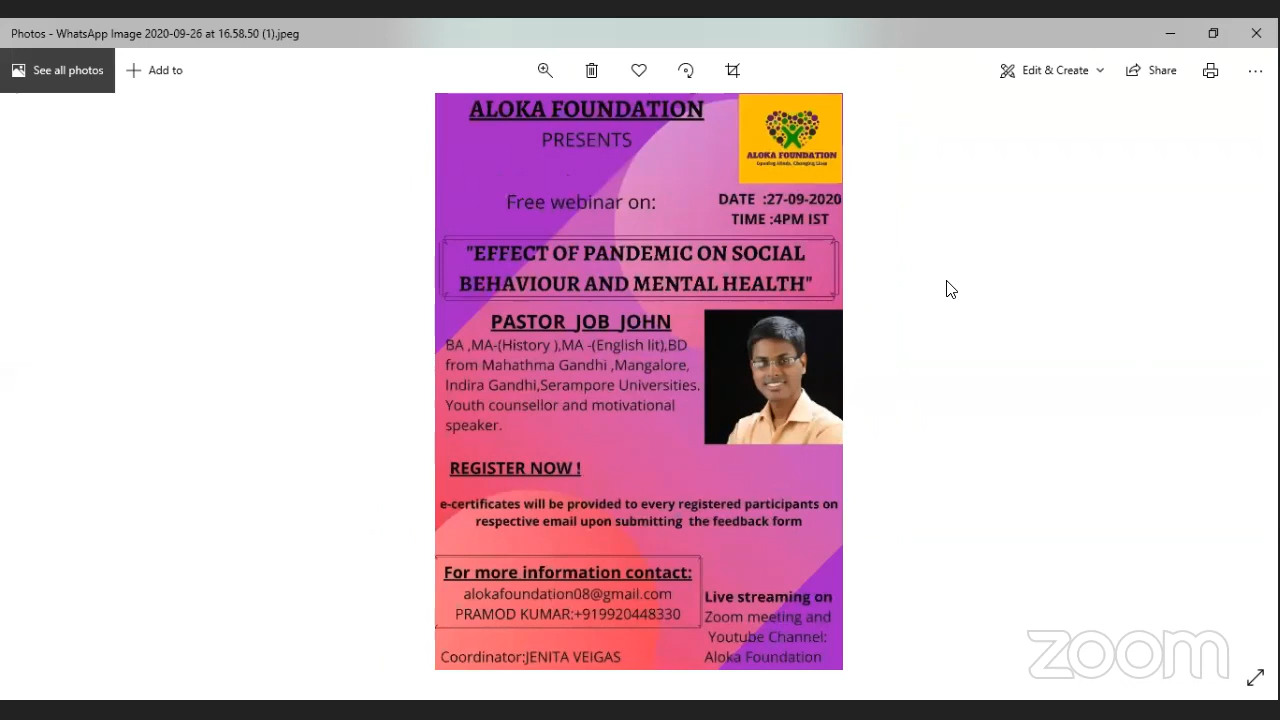 Photos - WhatsApp Image 2020-09-26 at 16.58.50 (1).jpeg
See all photos
Add to
Edit & Create
Share
ALOKA FOUNDATION
PRESENTS
ALOKA FOUNDATION
Opening Minds, Changing Lives
Free webinar on:
DATE :27-09-2020
TIME :4PM IST
"EFFECT OF PANDEMIC ON SOCIAL
BEHAVIOUR AND MENTAL HEALTH"
PASTOR JOB JOHN
BA ,MA-(History ),MA -(English lit),BD
from Mahathma Gandhi ,Mangalore,
Indira Gandhi,Serampore Universities.
Youth counsellor and motivational
speaker.
REGISTER NOW !
e-certificates will be provided to every registered participants on
respective email upon submitting the feedback form
For more information contact:
alokafoundation08@gmail.com
PRAMOD KUMAR:+919920448330
Coordinator:JENITA VEIGAS
Live streaming on
Zoom meeting and
Youtube Channel:
Aloka Foundation
zoom